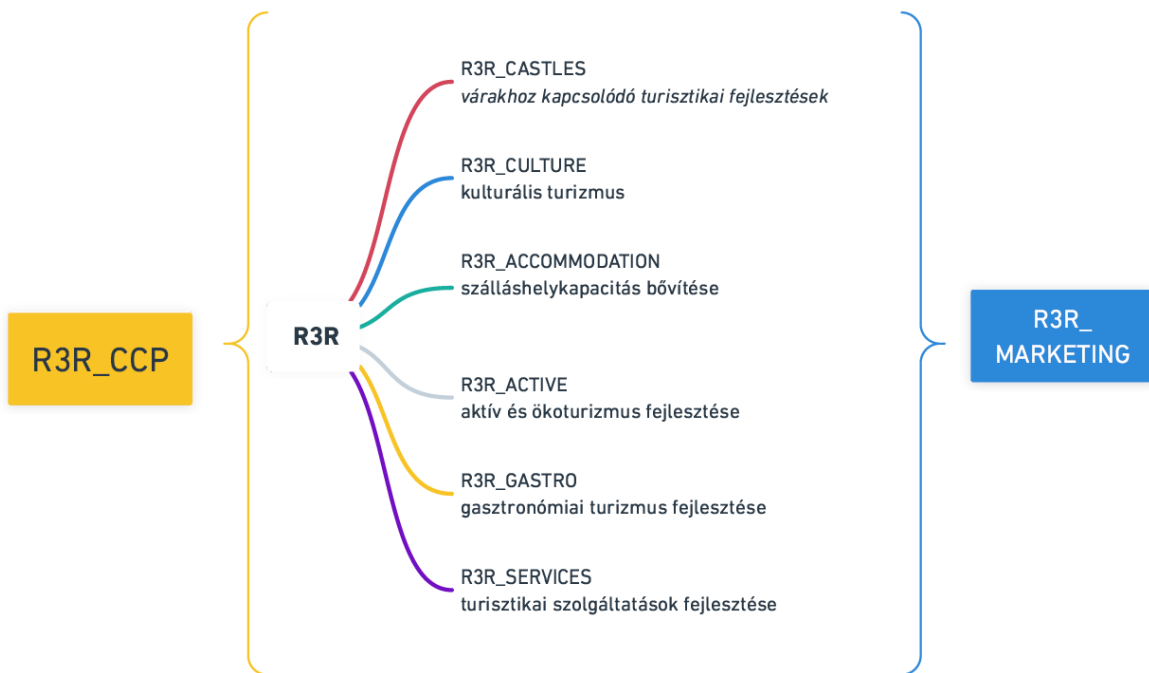 R3R_CCP
R3R
R3R_CASTLES
várakhoz kapcsolódó turisztikai fejlesztések
R3R_CULTURE
kulturális turizmus
R3R_ACCOMMODATION
szálláshelykapacitás bővítése
R3R_ACTIVE
aktív és ökoturizmus fejlesztése
R3R_GASTRO
gasztronómiai turizmus fejlesztése
R3R_SERVICES
turisztikai szolgáltatások fejlesztése
R3R_
MARKETING